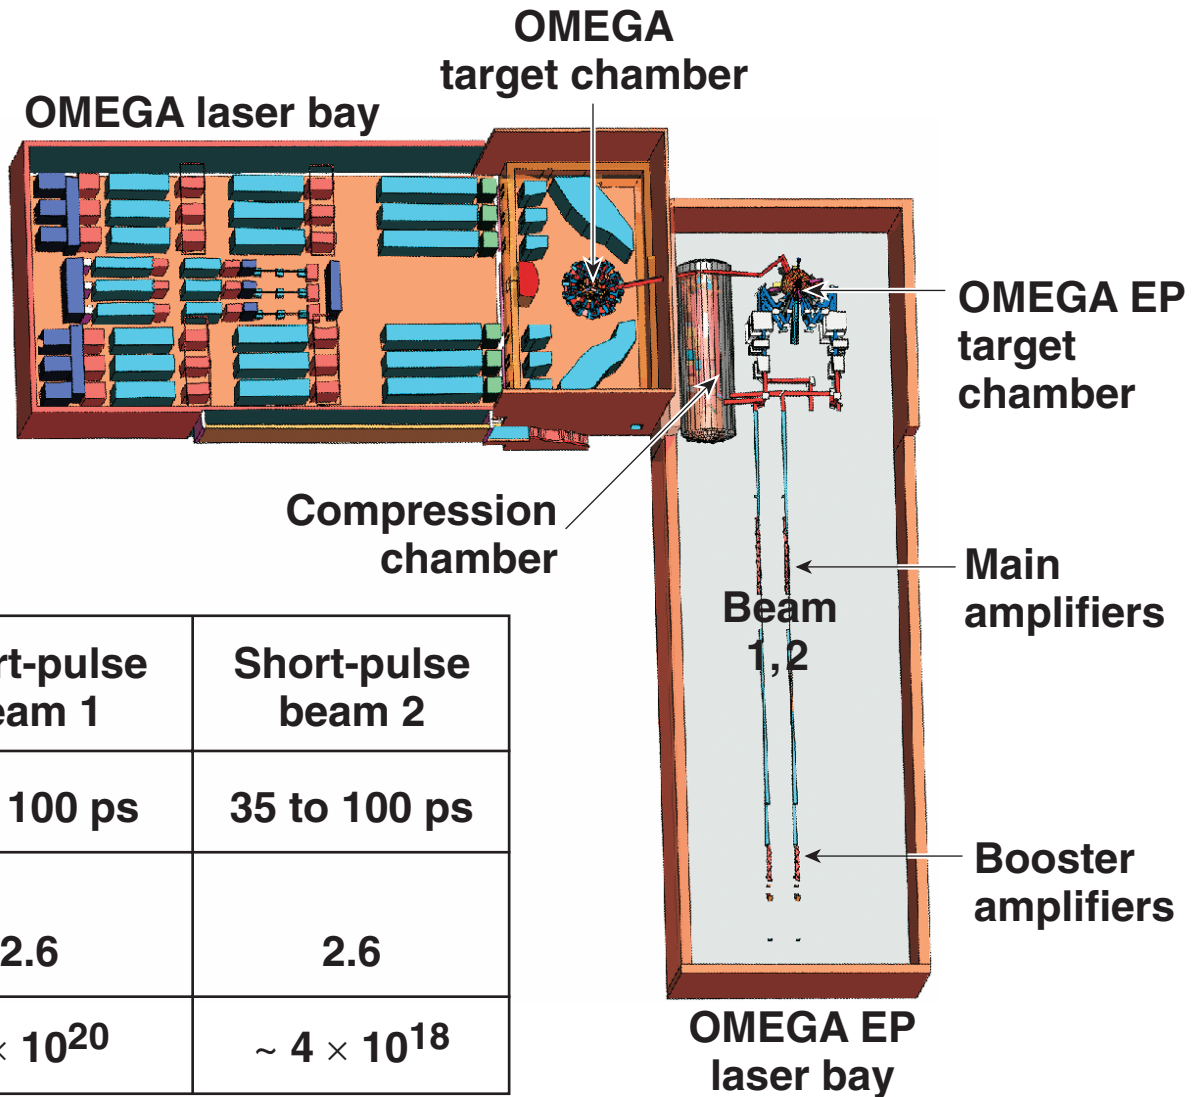 OMEGA
target chamber
OMEGA laser bay
OMEGA EP
target
chamber
Compression
chamber
Main
amplifiers
Beam
1,2
Booster
amplifiers
OMEGA EP
laser bay
Short-pulse
beam 2
100 ps
35 to 100 ps
2.6
2.6
× 10²⁰
~ 4 × 10¹⁸